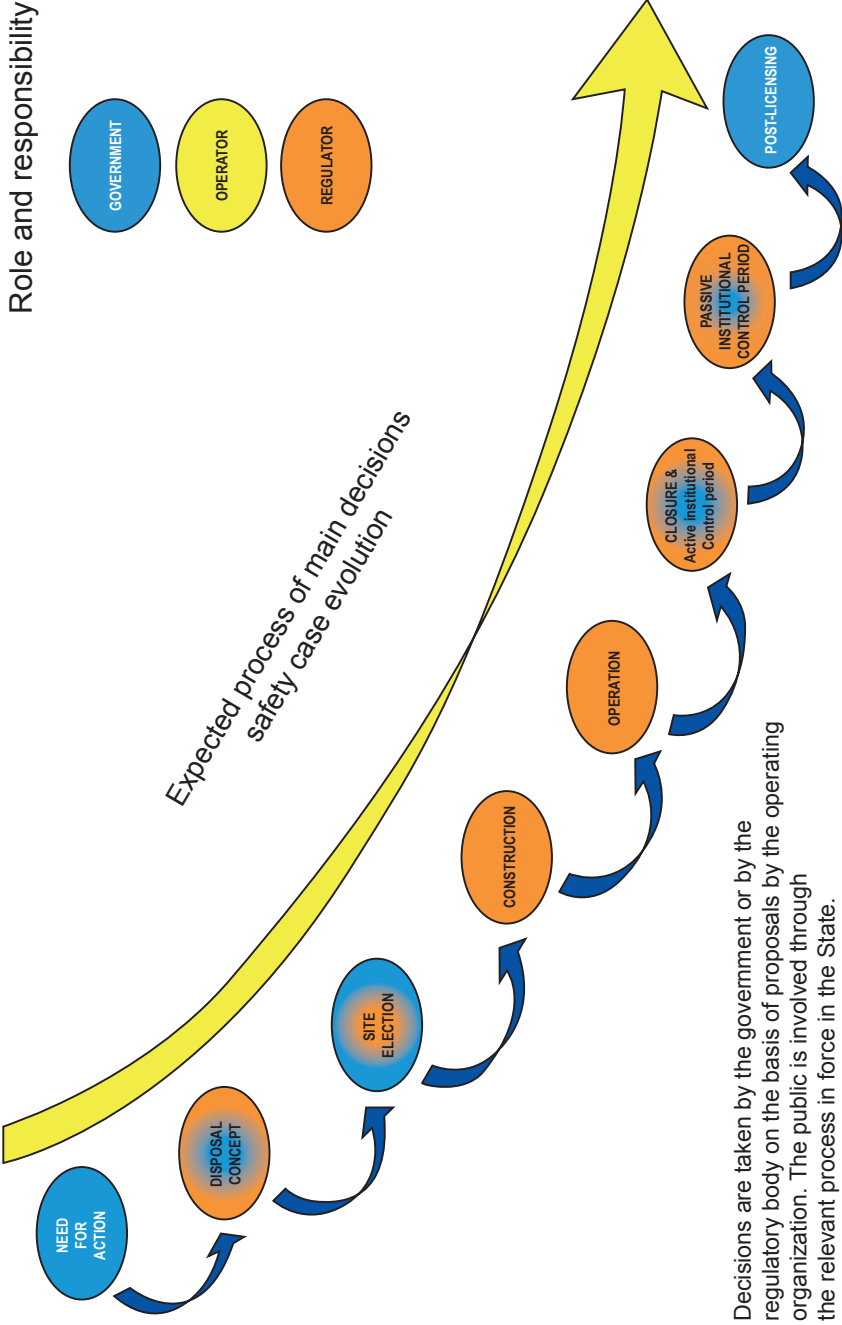 Role and responsibility
GOVERNMENT
OPERATOR
REGULATOR
Expected process of main decisions
safety case evolution
NEED
FOR
ACTION
DISPOSAL
CONCEPT
SITE
ELECTION
CONSTRUCTION
OPERATION
CLOSURE &
Active institutional
Control period
PASSIVE
INSTITUTIONAL
CONTROL PERIOD
POST-LICENSING
Decisions are taken by the government or by the
regulatory body on the basis of proposals by the operating
organization. The public is involved through
the relevant process in force in the State.